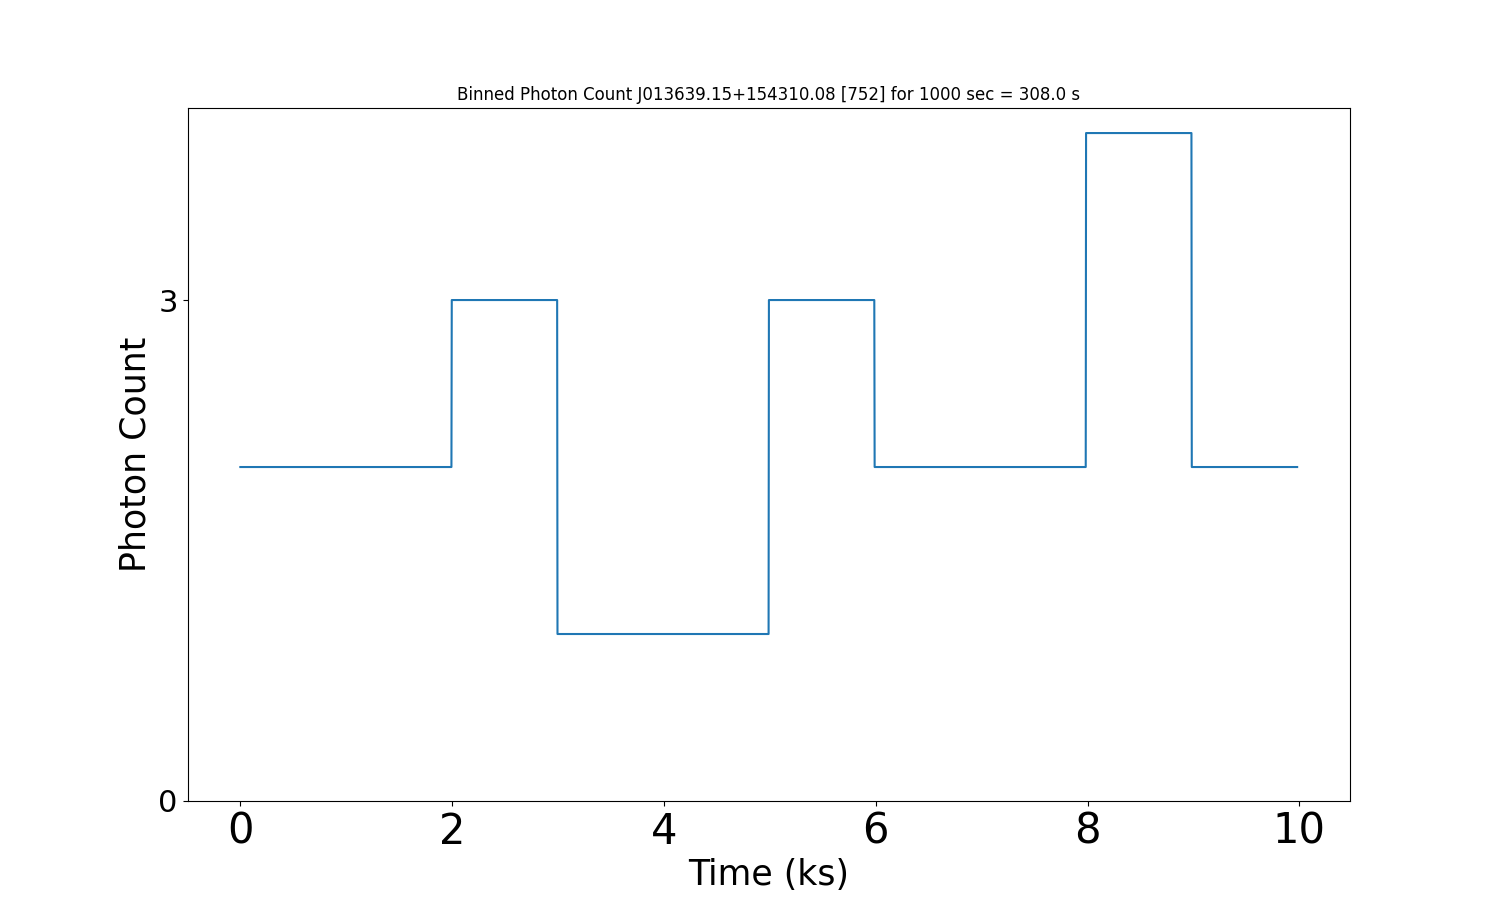 Binned Photon Count J013639.15+154310.08 [752] for 1000 sec = 308.0 s
Photon Count
3
0
0 2 4 6 8 10
Time (ks)